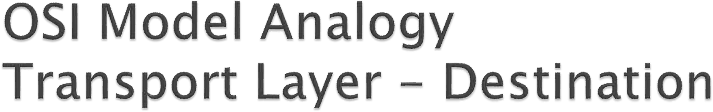 OSI Model Analogy
Transport Layer - Destination